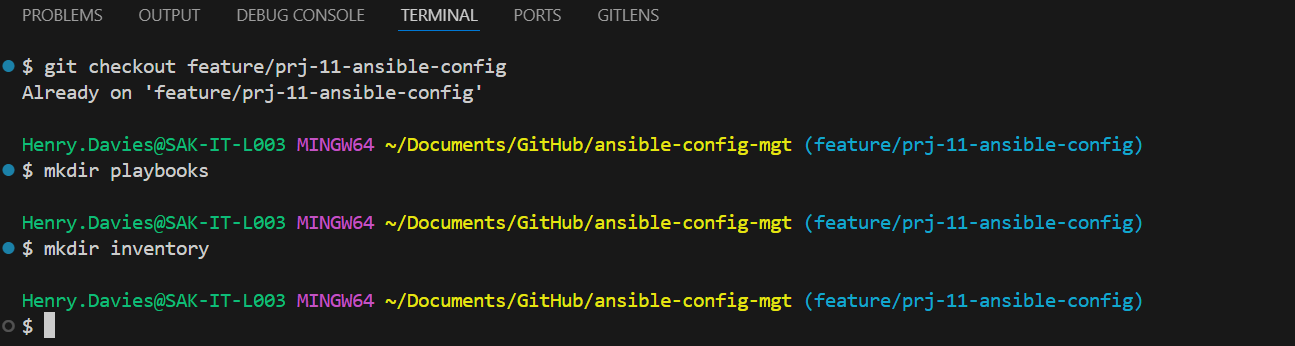 PROBLEMS OUTPUT DEBUG CONSOLE TERMINAL PORTS GITLENS
$ git checkout feature/prj-11-ansible-config
Already on 'feature/prj-11-ansible-config'
Henry.Davies@SAK-IT-L003 MINGW64 ~/Documents/GitHub/ansible-config-mgt (feature/prj-11-ansible-config)
$ mkdir playbooks
Henry.Davies@SAK-IT-L003 MINGW64 ~/Documents/GitHub/ansible-config-mgt (feature/prj-11-ansible-config)
$ mkdir inventory
Henry.Davies@SAK-IT-L003 MINGW64 ~/Documents/GitHub/ansible-config-mgt (feature/prj-11-ansible-config)
$